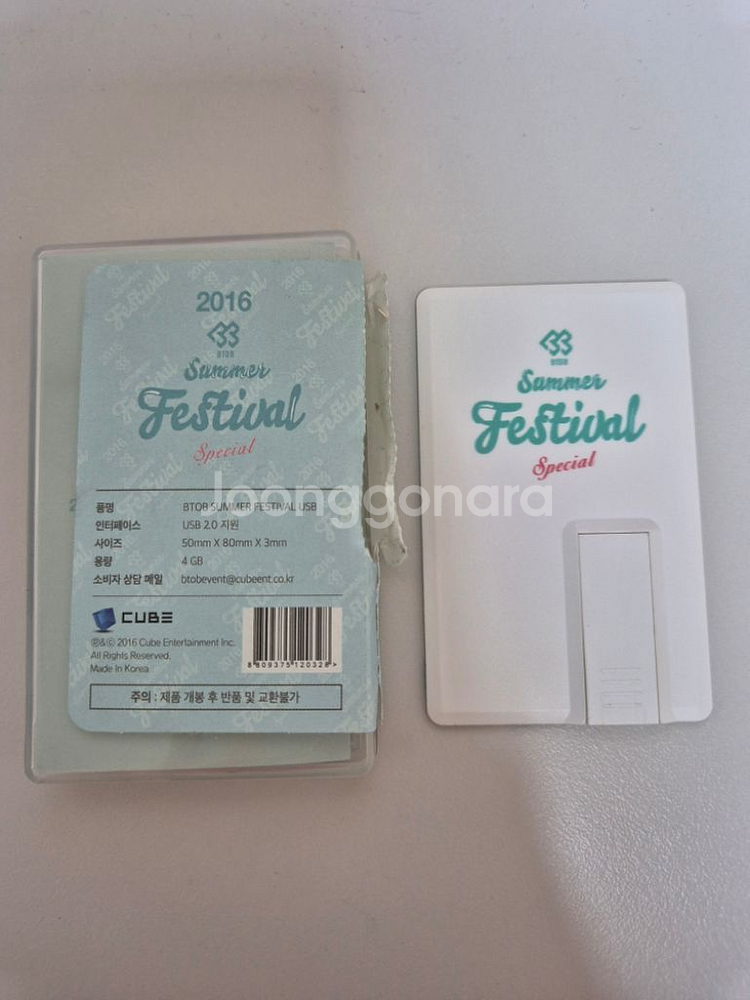 2016
BTOB
Summer
Festival
Special
품명 BTOB SUMMER FESTIVAL USB
인터페이스 USB 2.0 지원
사이즈 50mm X 80mm X 3mm
용량 4 GB
소비자 상담 메일 btobevent@cubeent.co.kr
CUBE
℗&© 2016 Cube Entertainment Inc.
All Rights Reserved.
Made in Korea
8 809375 120328 >
주의 : 제품 개봉 후 반품 및 교환불가
BTOB
Summer
Festival
Special
Joonggonara